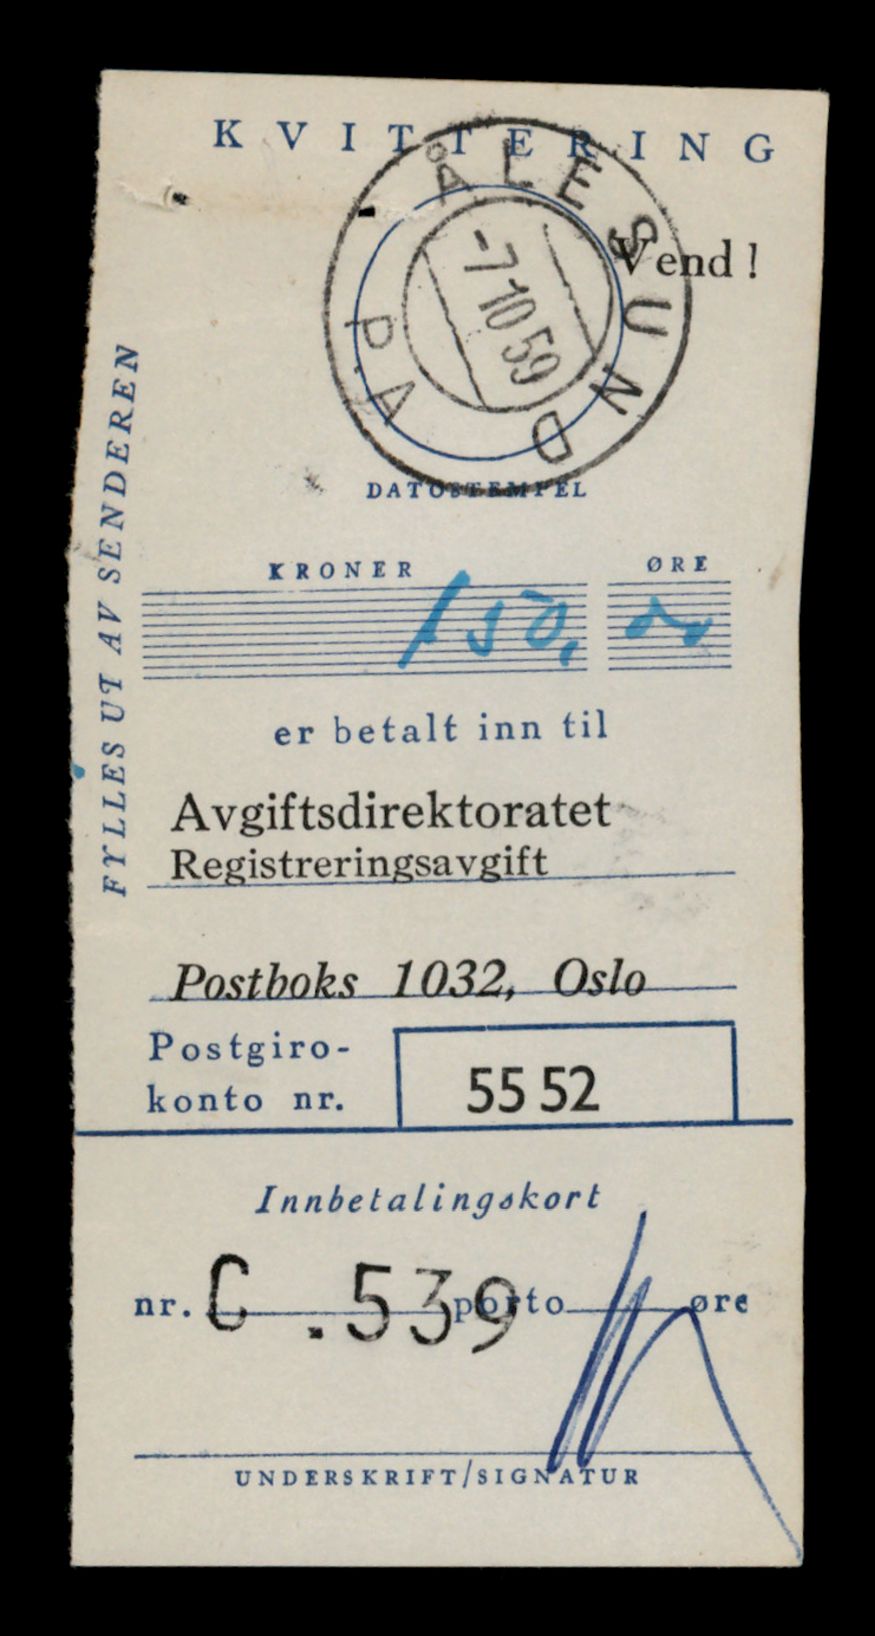 KVITTERING
ÅLESUND
P.A
-7 10 59
Vend!
DATOSTEMPEL
FYLLES UT AV SENDEREN
KRONER ØRE
150,
er betalt inn til
Avgiftsdirektoratet
Registreringsavgift
Postboks 1032, Oslo
Postgiro-
konto nr. 55 52
Innbetalingskort
nr. C .539 porto øre
UNDERSKRIFT/SIGNATUR